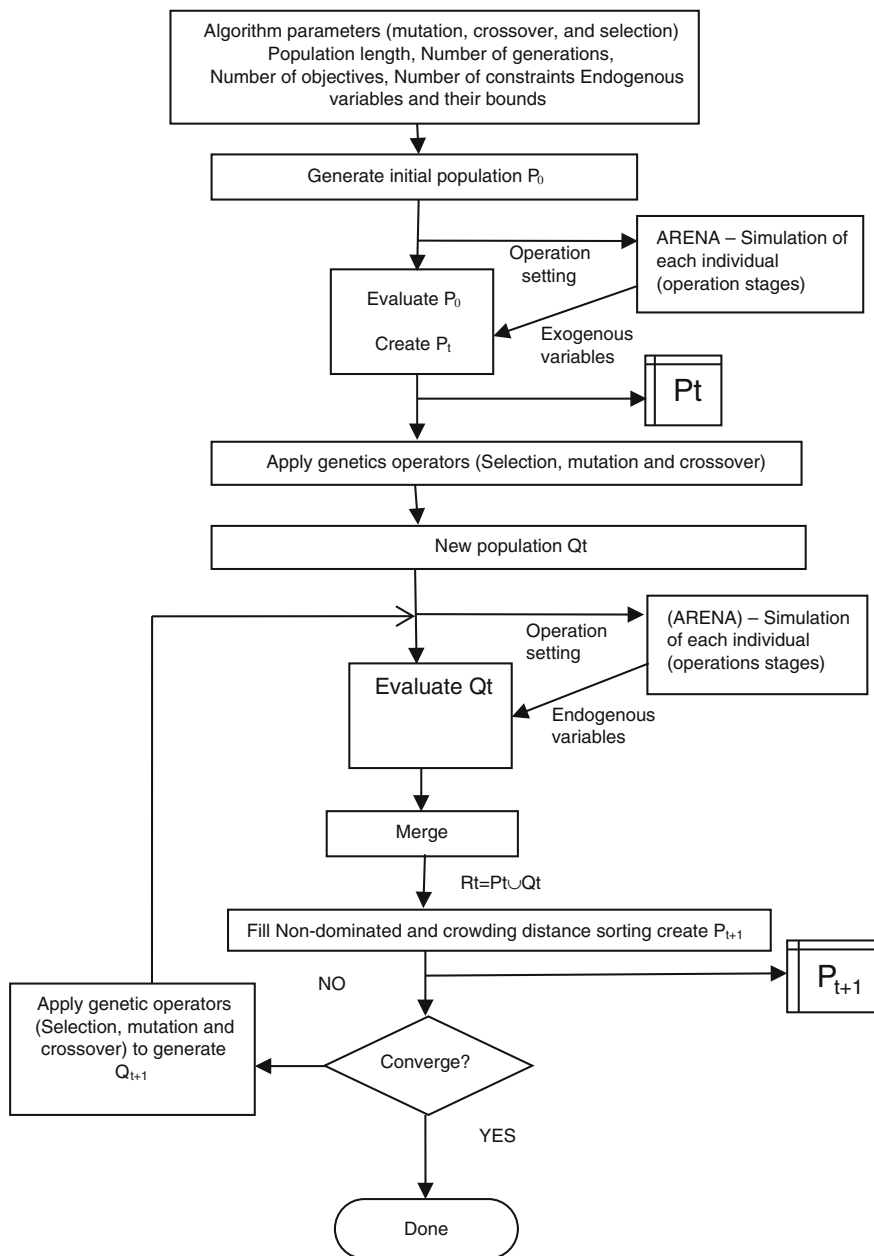 Algorithm parameters (mutation, crossover, and selection)
Population length, Number of generations,
Number of objectives, Number of constraints Endogenous
variables and their bounds
Generate initial population P₀
Operation
setting
ARENA – Simulation of
each individual
(operation stages)
Evaluate P₀
Create Pₜ
Exogenous
variables
Pt
Apply genetics operators (Selection, mutation and crossover)
New population Qt
Operation
setting
(ARENA) – Simulation
of each individual
(operations stages)
Evaluate Qt
Endogenous
variables
Merge
Rt=Pt∪Qt
Fill Non-dominated and crowding distance sorting create Pₜ₊₁
NO
Pₜ₊₁
Apply genetic operators
(Selection, mutation and
crossover) to generate
Qₜ₊₁
Converge?
YES
Done